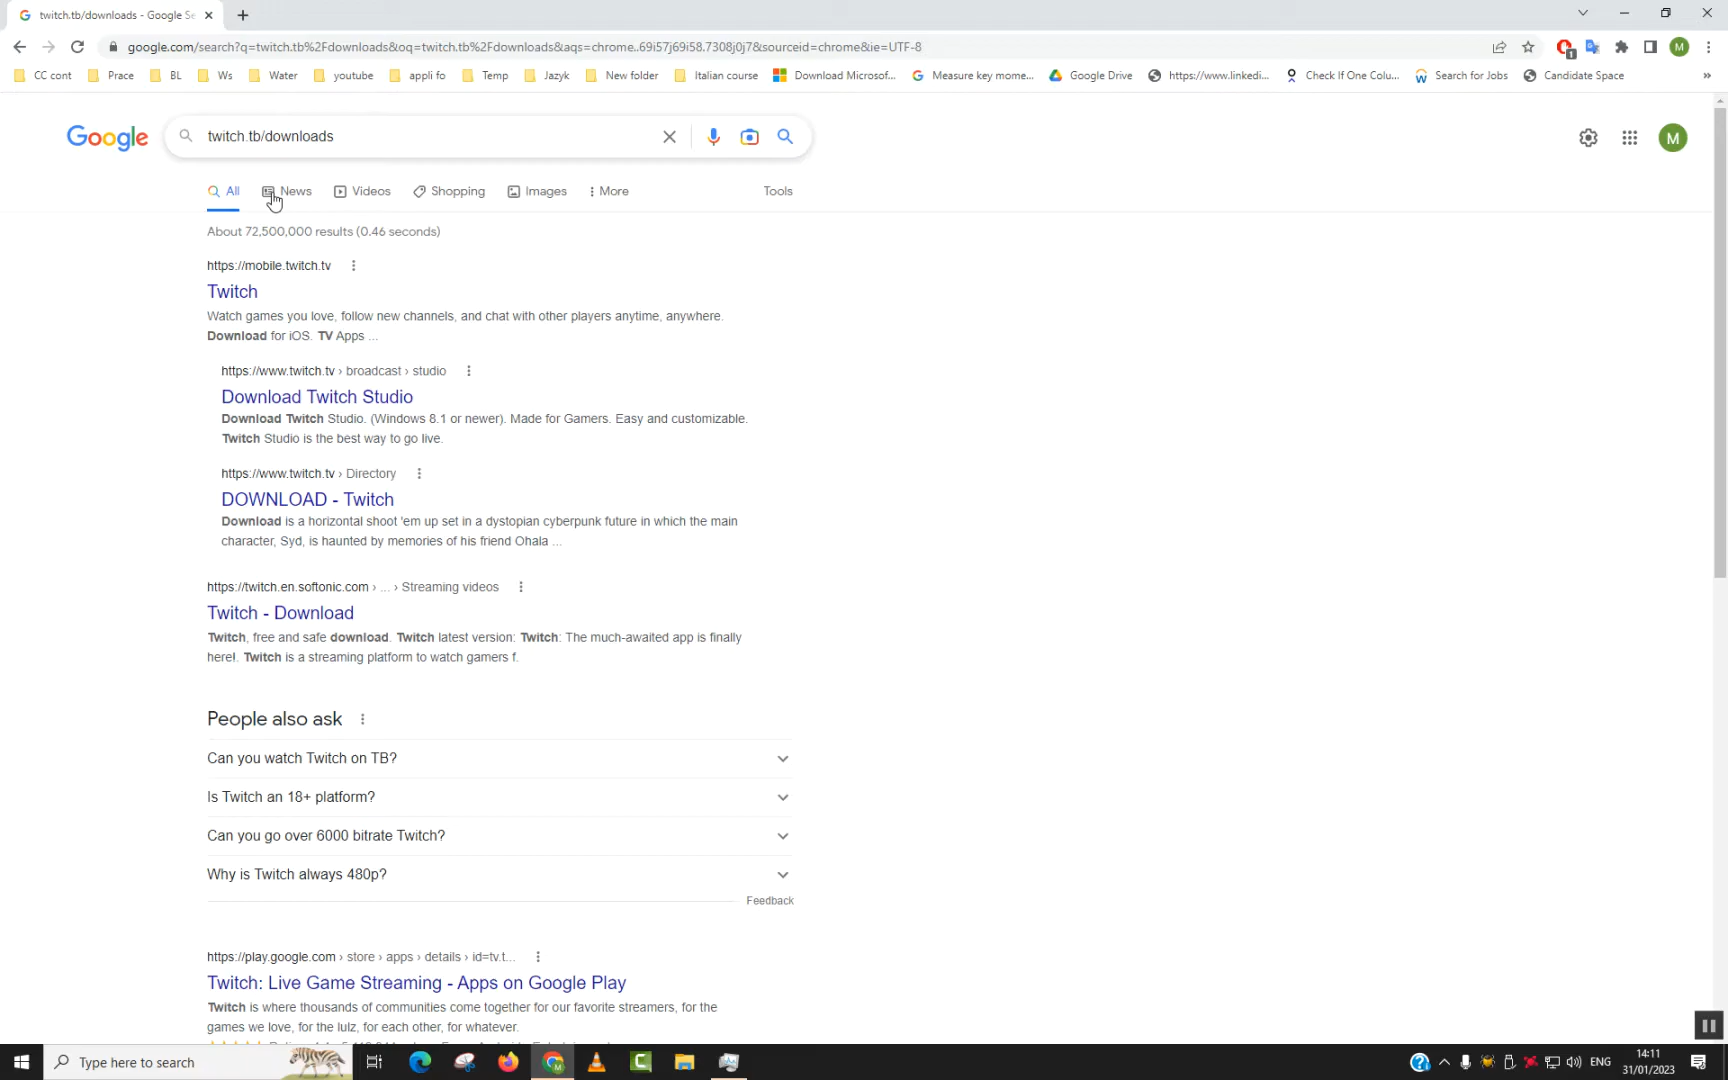 twitch.tb/downloads - Google Se
google.com/search?q=twitch.tb%2Fdownloads&oq=twitch.tb%2Fdownloads&aqs=chrome..69i57j69i58.7308j0j7&sourceid=chrome&ie=UTF-8
M
CC cont Prace BL Ws Water youtube appli fo Temp Jazyk New folder Italian course Download Microsof... Measure key mome... Google Drive https://www.linkedi... Check If One Colu... Search for Jobs Candidate Space »
Google twitch.tb/downloads M
All News Videos Shopping Images More Tools
About 72,500,000 results (0.46 seconds)
https://mobile.twitch.tv
Twitch
Watch games you love, follow new channels, and chat with other players anytime, anywhere.
Download for iOS. TV Apps ...
https://www.twitch.tv › broadcast › studio
Download Twitch Studio
Download Twitch Studio. (Windows 8.1 or newer). Made for Gamers. Easy and customizable.
Twitch Studio is the best way to go live.
https://www.twitch.tv › Directory
DOWNLOAD - Twitch
Download is a horizontal shoot 'em up set in a dystopian cyberpunk future in which the main
character, Syd, is haunted by memories of his friend Ohala ...
https://twitch.en.softonic.com › ... › Streaming videos
Twitch - Download
Twitch, free and safe download. Twitch latest version: Twitch: The much-awaited app is finally
here!. Twitch is a streaming platform to watch gamers f.
People also ask
Can you watch Twitch on TB?
Is Twitch an 18+ platform?
Can you go over 6000 bitrate Twitch?
Why is Twitch always 480p?
Feedback
https://play.google.com › store › apps › details › id=tv.t...
Twitch: Live Game Streaming - Apps on Google Play
Twitch is where thousands of communities come together for our favorite streamers, for the
games we love, for the lulz, for each other, for whatever.
Type here to search
ENG
14:11
31/01/2023